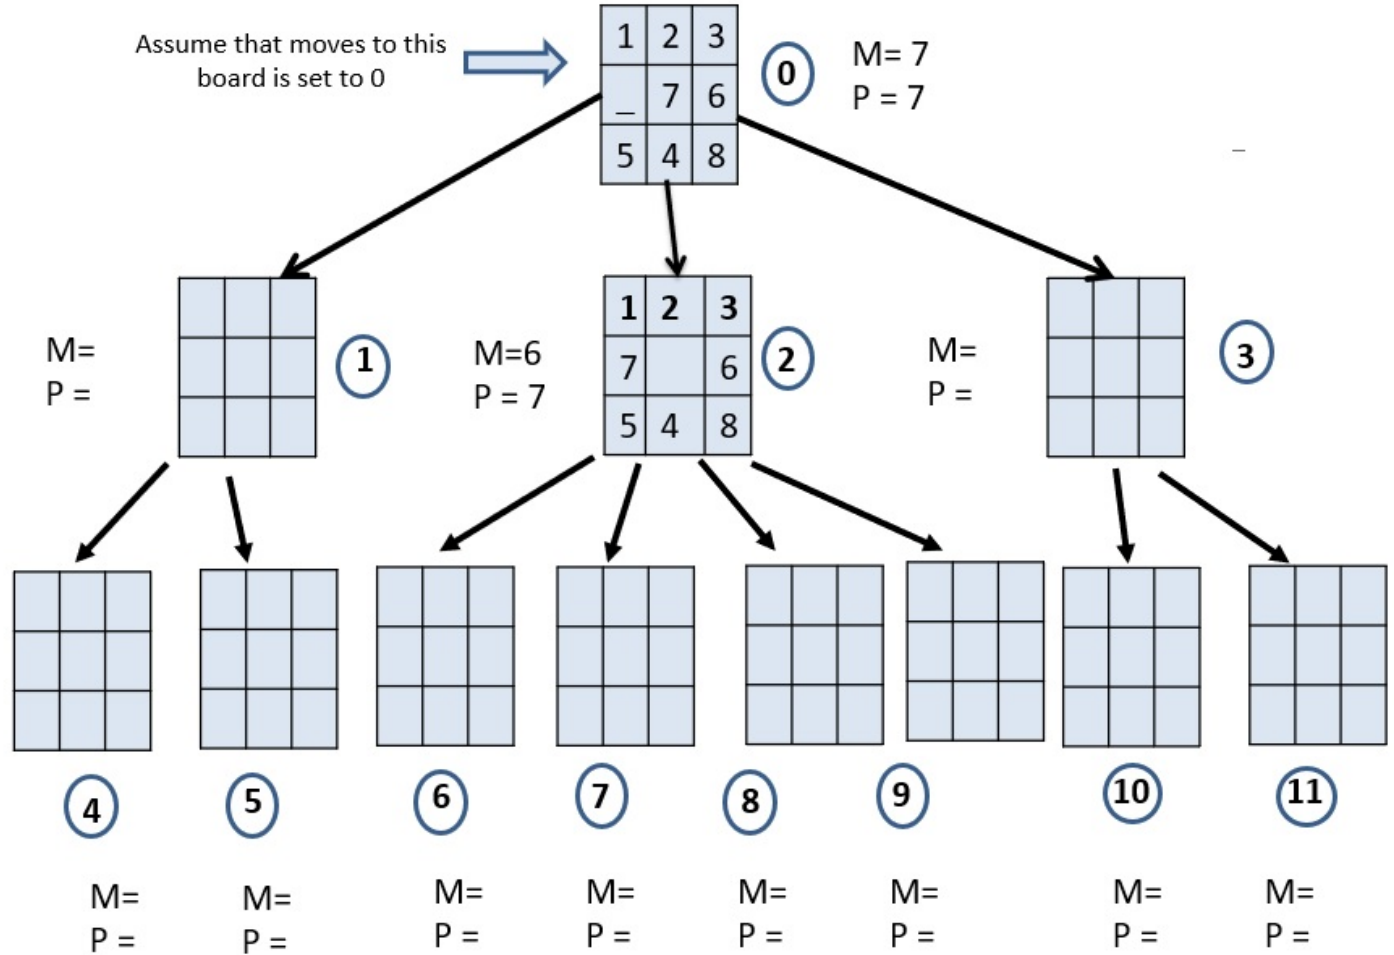 Assume that moves to this
board is set to 0
1 2 3
_ 7 6
5 4 8
0
M= 7
P = 7
_
M=
P =
1
M=6
P = 7
1 2 3
7 6
5 4 8
2
M=
P =
3
4 5 6 7 8 9 10 11
M= M= M= M= M= M= M= M=
P = P = P = P = P = P = P = P =